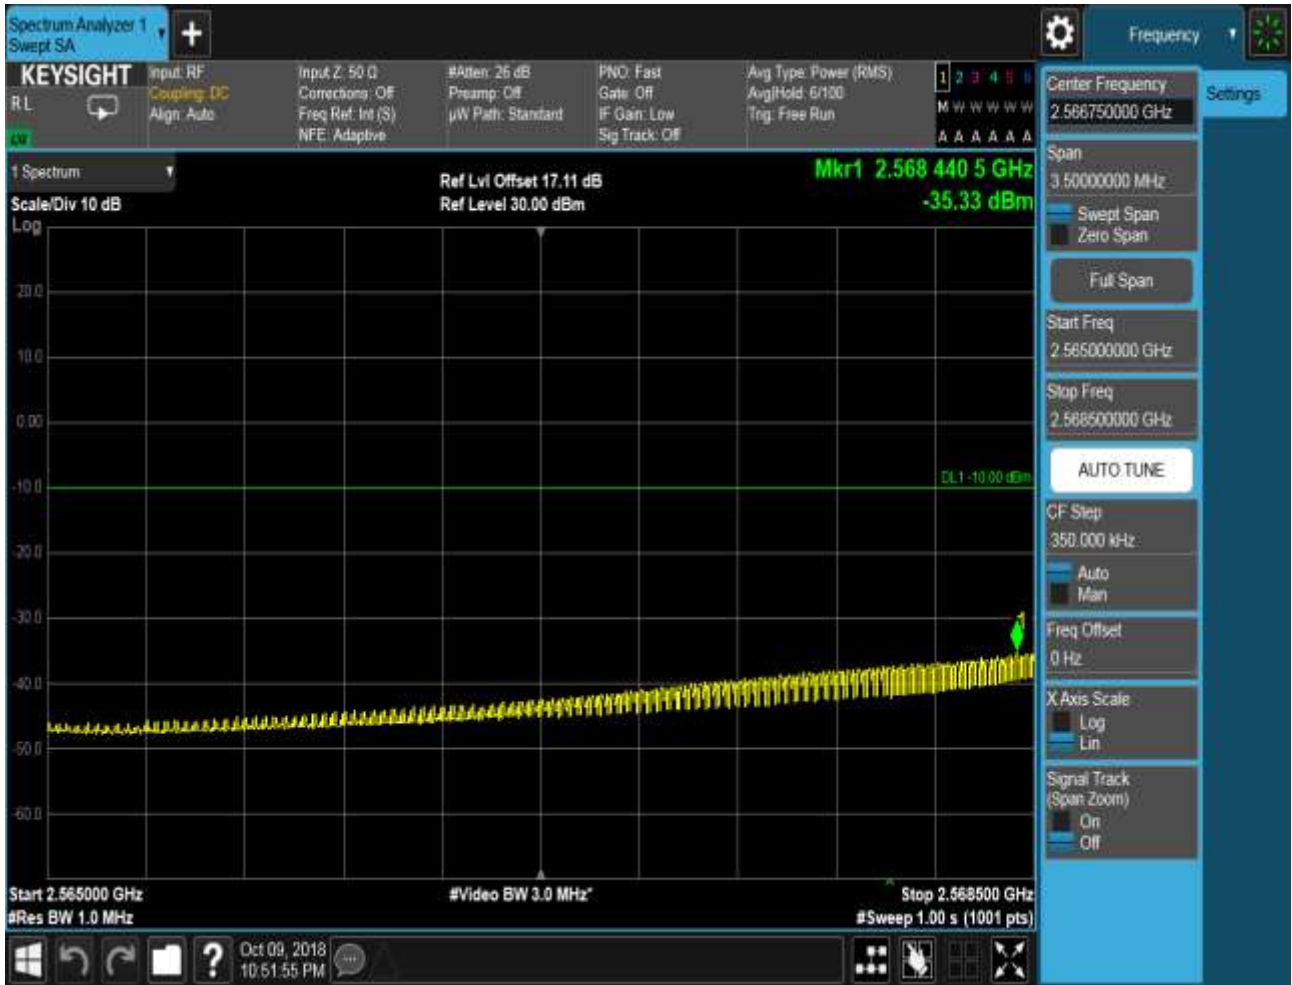 Spectrum Analyzer 1
Swept SA
Frequency
KEYSIGHT
RL
Input: RF
Coupling: DC
Align: Auto
Input Z: 50 Ω
Corrections: Off
Freq Ref: Int (S)
NFE: Adaptive
#Atten: 26 dB
Preamp: Off
µW Path: Standard
PNO: Fast
Gate: Off
IF Gain: Low
Sig Track: Off
Avg Type: Power (RMS)
Avg|Hold: 6/100
Trig: Free Run
1 2 3 4 5 6
M W W W W W
A A A A A A
1 Spectrum
Scale/Div 10 dB
Ref Lvl Offset 17.11 dB
Ref Level 30.00 dBm
Mkr1 2.568 440 5 GHz
-35.33 dBm
Log
20.0
10.0
0.00
-10.0
-20.0
-30.0
-40.0
-50.0
-60.0
DL1 -10.00 dBm
1
Start 2.565000 GHz
#Res BW 1.0 MHz
#Video BW 3.0 MHz*
Stop 2.568500 GHz
#Sweep 1.00 s (1001 pts)
Center Frequency
2.566750000 GHz
Settings
Span
3.50000000 MHz
Swept Span
Zero Span
Full Span
Start Freq
2.565000000 GHz
Stop Freq
2.568500000 GHz
AUTO TUNE
CF Step
350.000 kHz
Auto
Man
Freq Offset
0 Hz
X Axis Scale
Log
Lin
Signal Track
(Span Zoom)
On
Off
?
Oct 09, 2018
10:51:55 PM